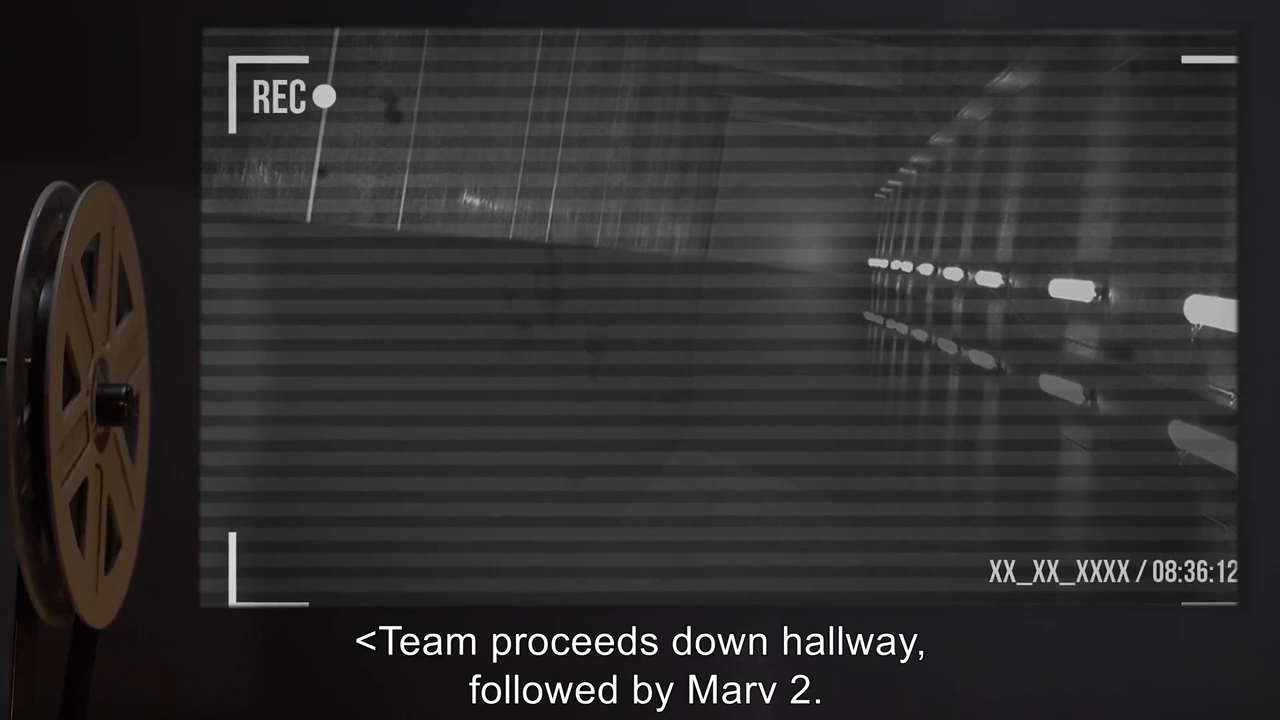 REC
XX_XX_XXXX / 08:36:12
<Team proceeds down hallway,
followed by Marv 2.